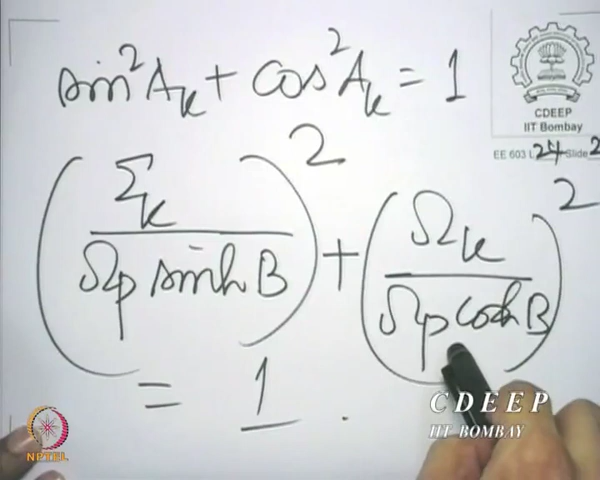 sin²A_k + cos²A_k = 1
(Σ_k / Ω_p sinh B)² + (Ω_k / Ω_p cosh B)²
= 1.
CDEEP
IIT Bombay
EE 603 L 24 Slide 2
CDEEP
IIT BOMBAY
NPTEL